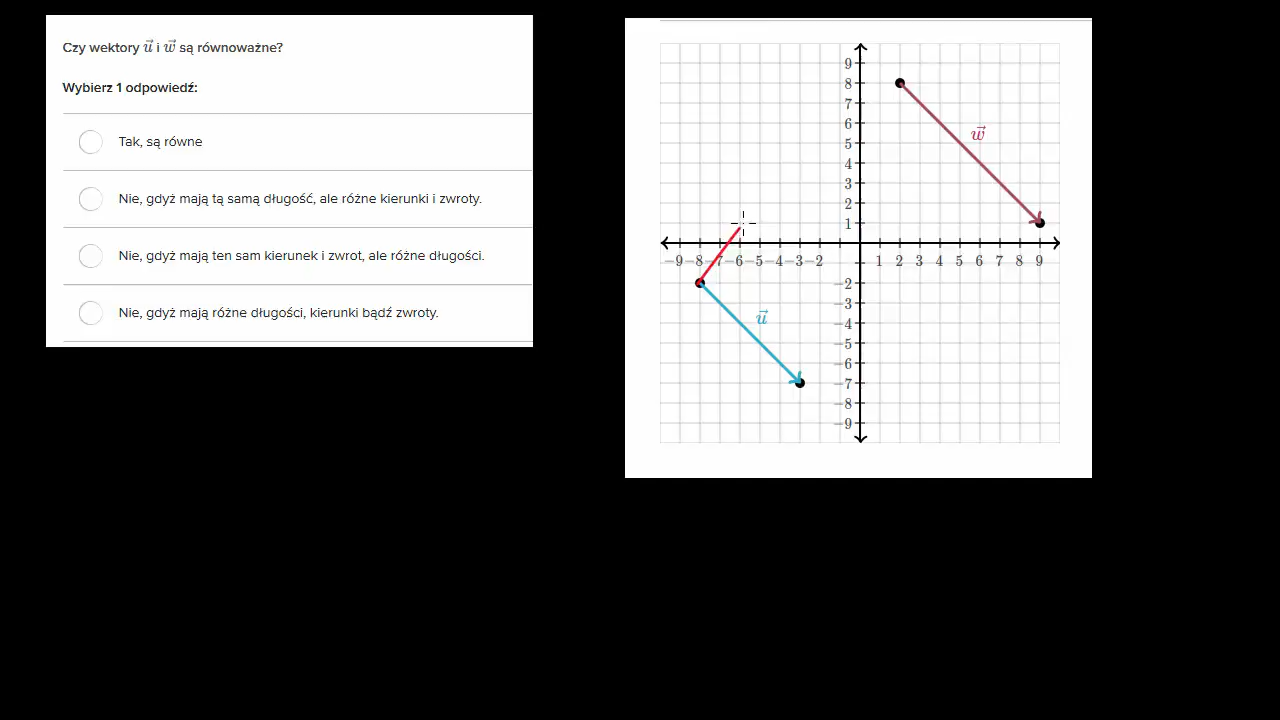 Czy wektory u⃗ i w⃗ są równoważne?
Wybierz 1 odpowiedź:
Tak, są równe
Nie, gdyż mają tą samą długość, ale różne kierunki i zwroty.
Nie, gdyż mają ten sam kierunek i zwrot, ale różne długości.
Nie, gdyż mają różne długości, kierunki bądź zwroty.
9
8
7
6
5
4
3
2
1
w⃗
−9 −8 −7 −6 −5 −4 −3 −2 1 2 3 4 5 6 7 8 9
−2
−3
u⃗
−4
−5
−6
−7
−8
−9